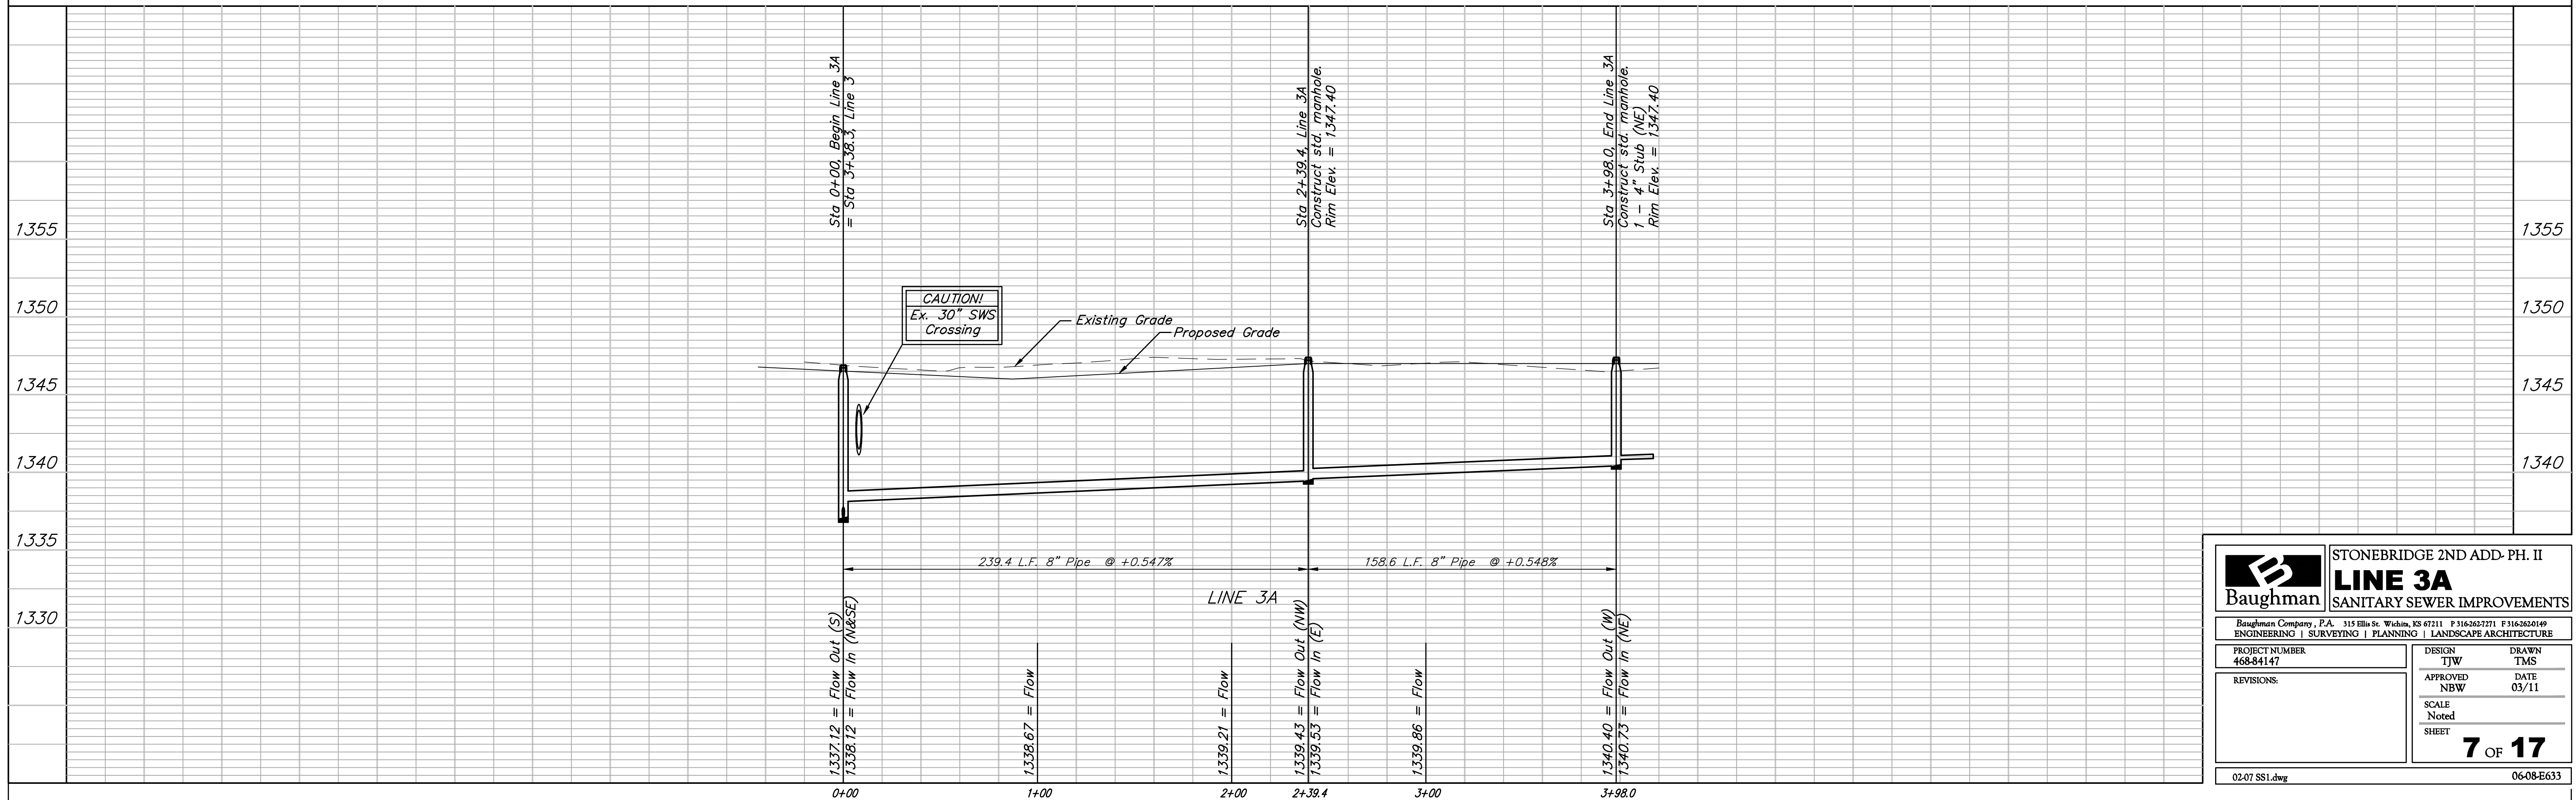 Sta 0+00, Begin Line 3A
= Sta 3+38.3, Line 3
Sta 2+39.4, Line 3A
Construct std. manhole.
Rim Elev. = 1347.40
Sta 3+98.0, End Line 3A
Construct std. manhole.
1 - 4" Stub (NE)
Rim Elev. = 1347.40
1355
1355
1350
1350
CAUTION!
Ex. 30" SWS
Crossing
Existing Grade
Proposed Grade
1345
1345
1340
1340
1335
1330
239.4 L.F. 8" Pipe @ +0.547%
158.6 L.F. 8" Pipe @ +0.548%
LINE 3A
1337.12 = Flow Out (S)
1338.12 = Flow In (N&SE)
1338.67 = Flow
1339.21 = Flow
1339.43 = Flow Out (NW)
1339.53 = Flow In (E)
1339.86 = Flow
1340.40 = Flow Out (W)
1340.73 = Flow In (NE)
0+00
1+00
2+00
2+39.4
3+00
3+98.0
B
Baughman
STONEBRIDGE 2ND ADD- PH. II
LINE 3A
SANITARY SEWER IMPROVEMENTS
Baughman Company, P.A. 315 Ellis St. Wichita, KS 67211 P 316-262-7271 F 316-262-0149
ENGINEERING | SURVEYING | PLANNING | LANDSCAPE ARCHITECTURE
PROJECT NUMBER
468-84147
REVISIONS:
DESIGN
TJW
DRAWN
TMS
APPROVED
NBW
DATE
03/11
SCALE
Noted
SHEET
7 OF 17
02-07 SS1.dwg
06-08-E633